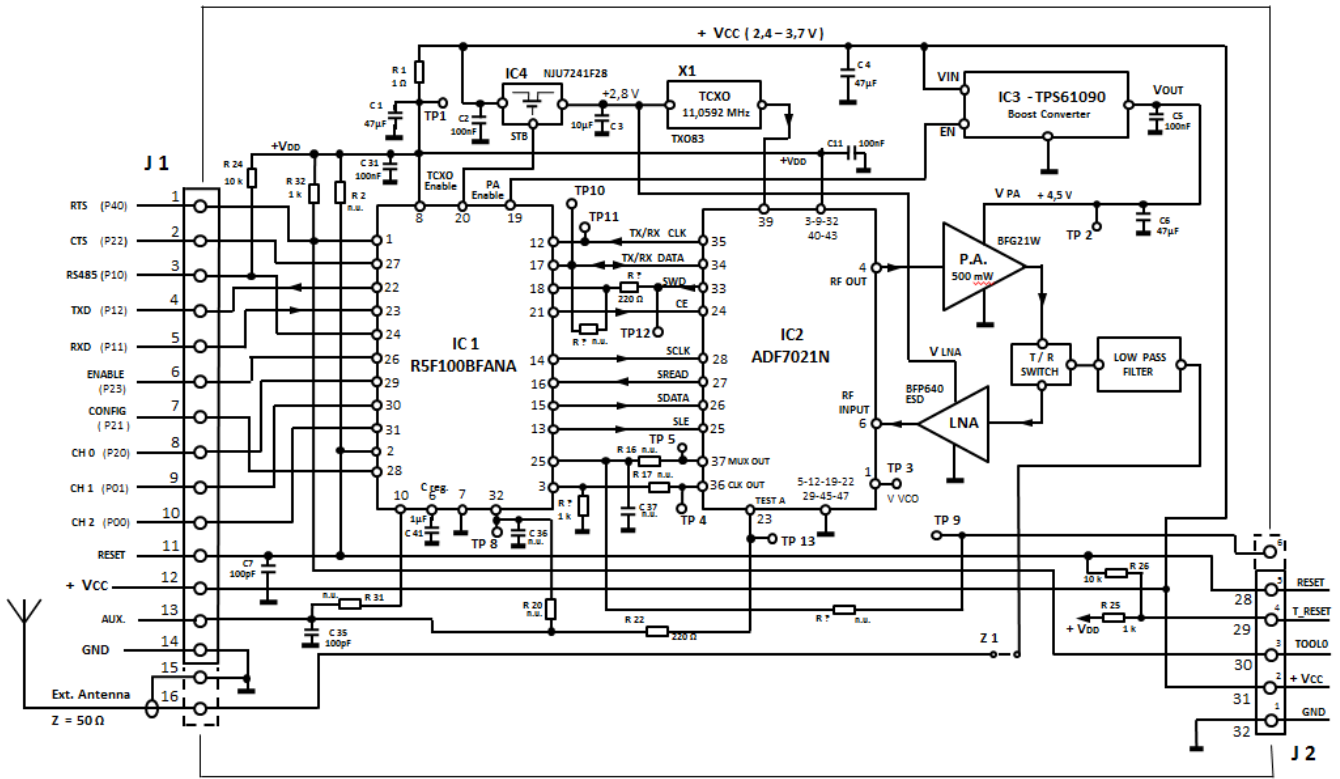 + VCC ( 2,4 – 3,7 V )
R 1
1 Ω
C 1
47µF
TP1
IC4
NJU7241F28
C2
100nF
STB
+2,8 V
10µF
C 3
X1
TCXO
11,0592 MHz
TXO83
C 4
47µF
VIN
EN
IC3 - TPS61090
Boost Converter
VOUT
C5
100nF
J 1
+VDD
R 24
10 k
R 32
1 k
R 2
n.u.
C 31
100nF
TCXO
Enable
PA
Enable
+VDD
C11
100nF
V PA
+ 4,5 V
TP 2
C6
47µF
8
20
19
TP10
TP11
39
3-9-32
40-43
1
RTS (P40)
2
CTS (P22)
3
RS485 (P10)
4
TXD (P12)
5
RXD (P11)
6
ENABLE
(P23)
7
CONFIG
( P21)
8
CH 0 (P20)
9
CH 1 (P01)
10
CH 2 (P00)
11
RESET
12
+ VCC
13
AUX.
14
GND
15
16
Ext. Antenna
Z = 50 Ω
1
27
22
23
24
26
29
30
31
2
28
IC 1
R5F100BFANA
12
17
18
21
14
16
15
13
25
3
TX/RX CLK
TX/RX DATA
R ?
220 Ω
SWD
CE
R ? n.u.
TP12
SCLK
SREAD
SDATA
SLE
35
34
33
24
28
27
26
25
37 MUX OUT
36 CLK OUT
IC2
ADF7021N
4
RF OUT
RF
INPUT
6
1
TP 3
V VCO
P.A.
500 mW
BFG21W
T / R
SWITCH
LOW PASS
FILTER
V LNA
BFP640
ESD
LNA
TP 5
R 16 n.u.
R 17 n.u.
R ?
1 k
C 37
n.u.
TP 4
TEST A
23
5-12-19-22
29-45-47
TP 13
10
C reg.
6
7
32
1µF
C 41
TP 8
C 36
n.u.
TP 9
C7
100pF
n.u.
R 31
C 35
100pF
R 20
n.u.
R 22
220 Ω
R ?
n.u.
10 k
R 26
R 25
1 k
+ VDD
Z 1
6
5
RESET
28
4
T_RESET
29
3
TOOL0
30
2
+ VCC
31
1
GND
32
J 2